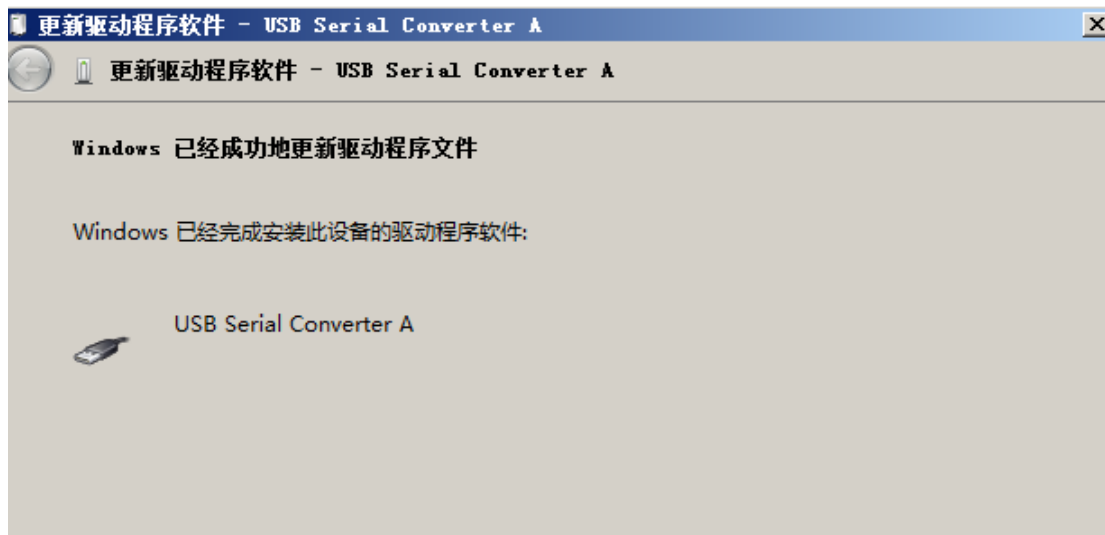 更新驱动程序软件 - USB Serial Converter A
更新驱动程序软件 - USB Serial Converter A
Windows 已经成功地更新驱动程序文件
Windows 已经完成安装此设备的驱动程序软件:
USB Serial Converter A